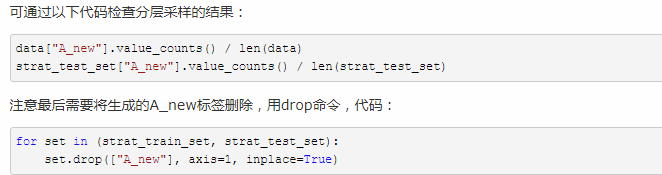 可通过以下代码检查分层采样的结果：
data["A_new"].value_counts() / len(data)
strat_test_set["A_new"].value_counts() / len(strat_test_set)
注意最后需要将生成的A_new标签删除，用drop命令，代码：
for set in (strat_train_set, strat_test_set):
    set.drop(["A_new"], axis=1, inplace=True)